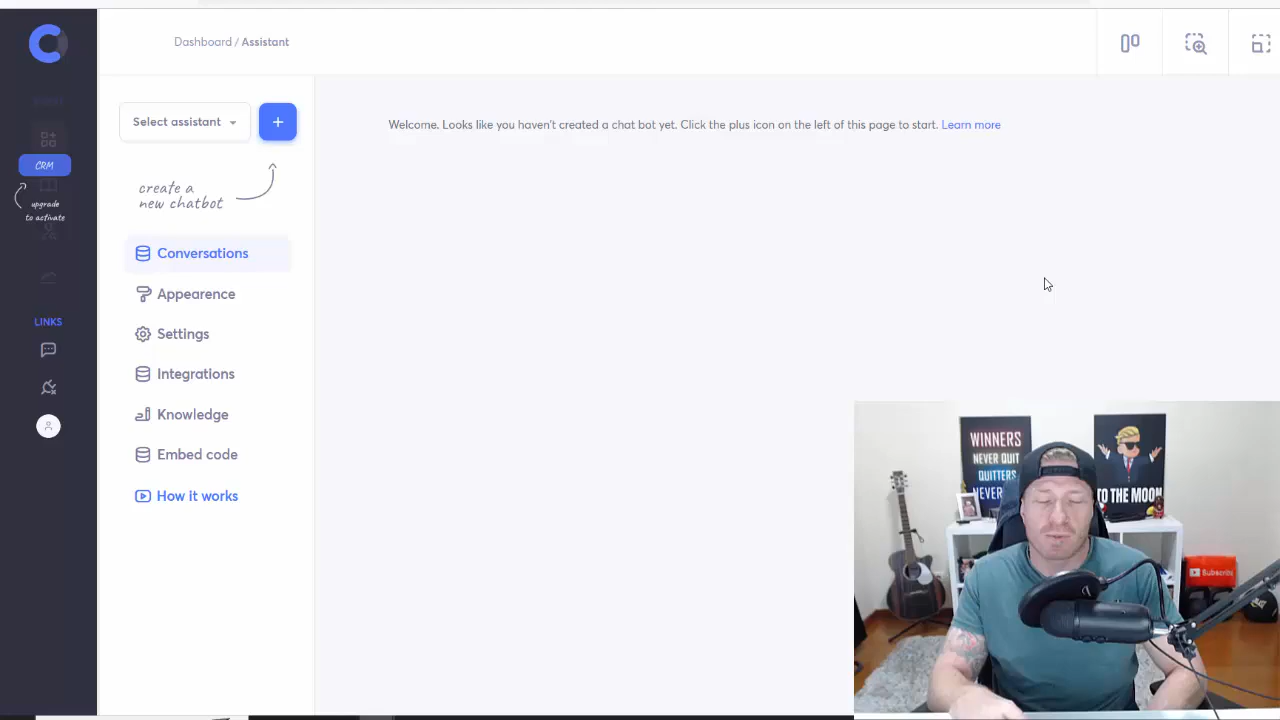 Dashboard / Assistant
Select assistant
+
Welcome. Looks like you haven't created a chat bot yet. Click the plus icon on the left of this page to start. Learn more
CRM
create a
new chatbot
upgrade
to activate
Conversations
Appearence
Settings
LINKS
Integrations
Knowledge
Embed code
How it works
WINNERS
NEVER QUIT
QUITTERS
NEVER
TO THE MOON
Subscribe